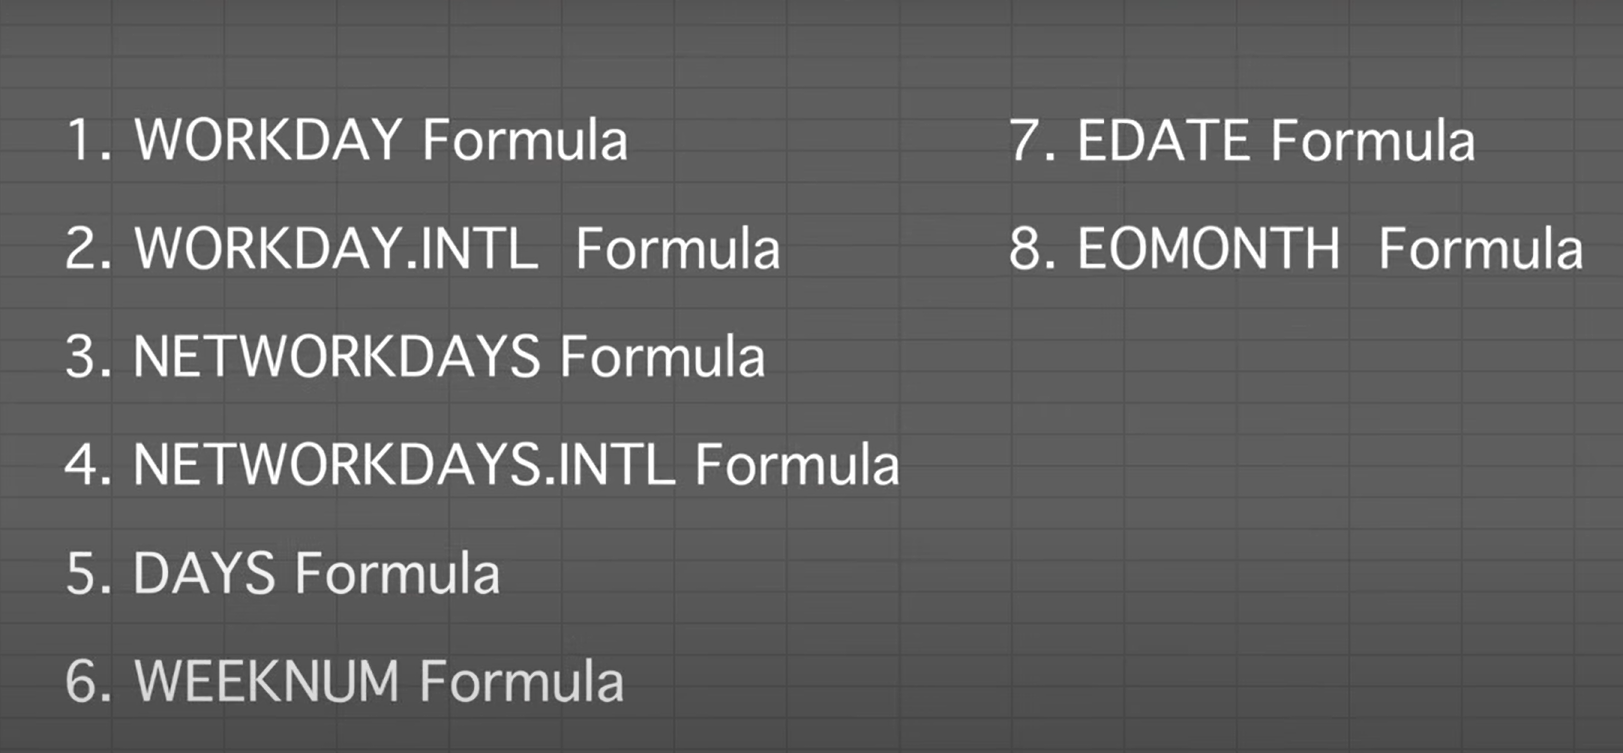 1. WORKDAY Formula
2. WORKDAY.INTL Formula
3. NETWORKDAYS Formula
4. NETWORKDAYS.INTL Formula
5. DAYS Formula
6. WEEKNUM Formula
7. EDATE Formula
8. EOMONTH Formula